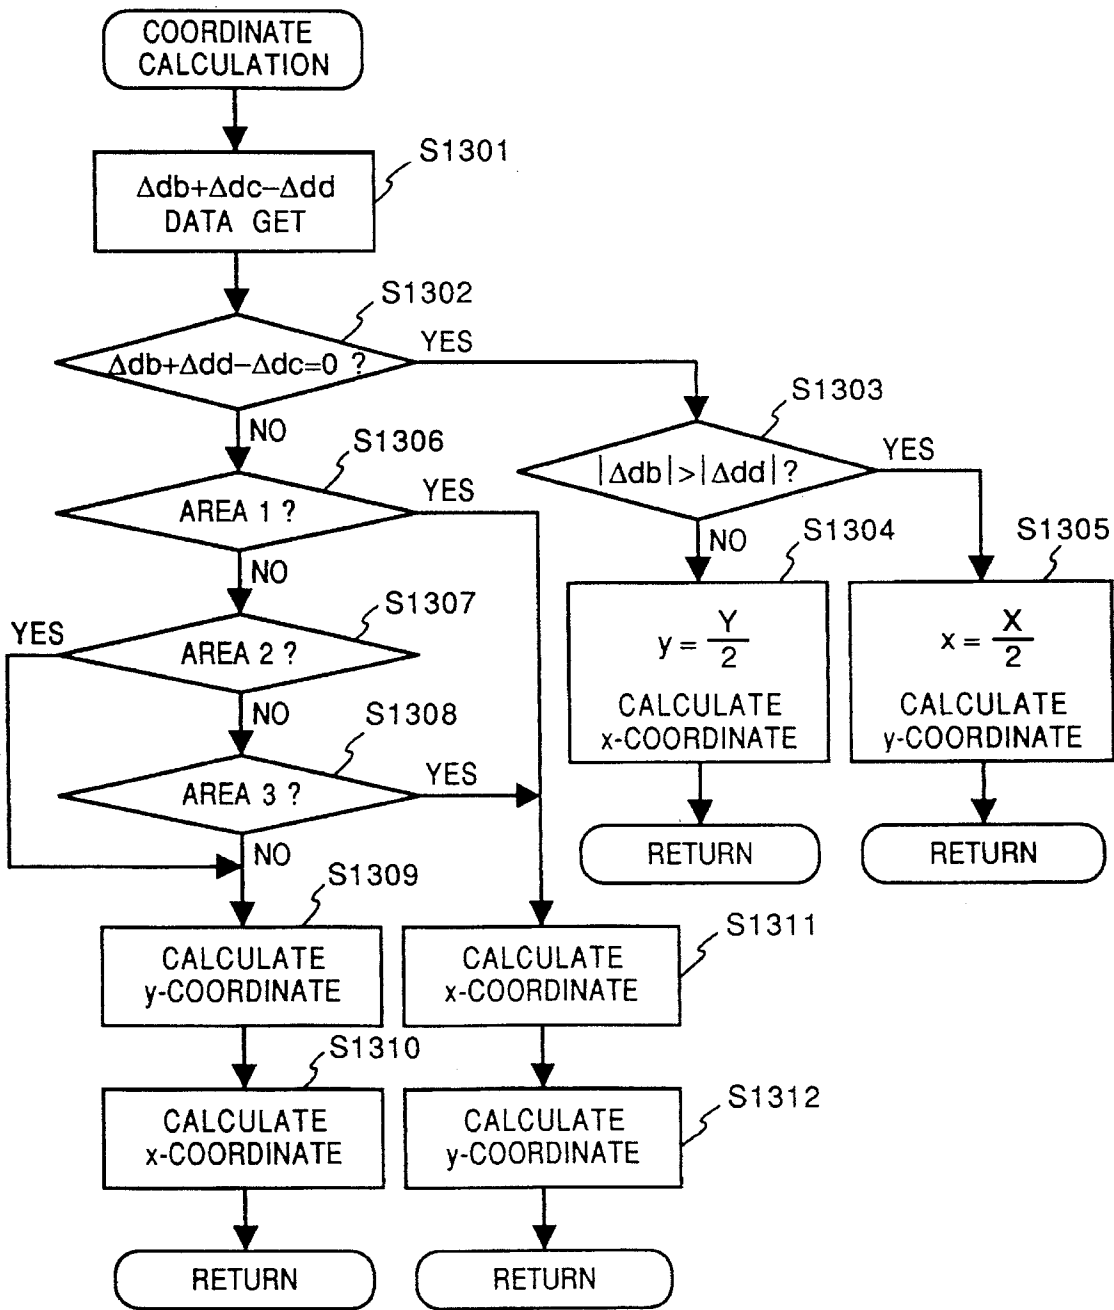 COORDINATE
CALCULATION
S1301
Δdb+Δdc−Δdd
DATA GET
S1302
Δdb+Δdd−Δdc=0 ?
YES
NO
S1303
|Δdb|>|Δdd| ?
YES
NO
S1306
AREA 1 ?
YES
NO
S1304
y = Y/2
CALCULATE
x-COORDINATE
RETURN
S1305
x = X/2
CALCULATE
y-COORDINATE
RETURN
S1307
YES
AREA 2 ?
NO
S1308
AREA 3 ?
YES
NO
S1309
CALCULATE
y-COORDINATE
S1310
CALCULATE
x-COORDINATE
RETURN
S1311
CALCULATE
x-COORDINATE
S1312
CALCULATE
y-COORDINATE
RETURN